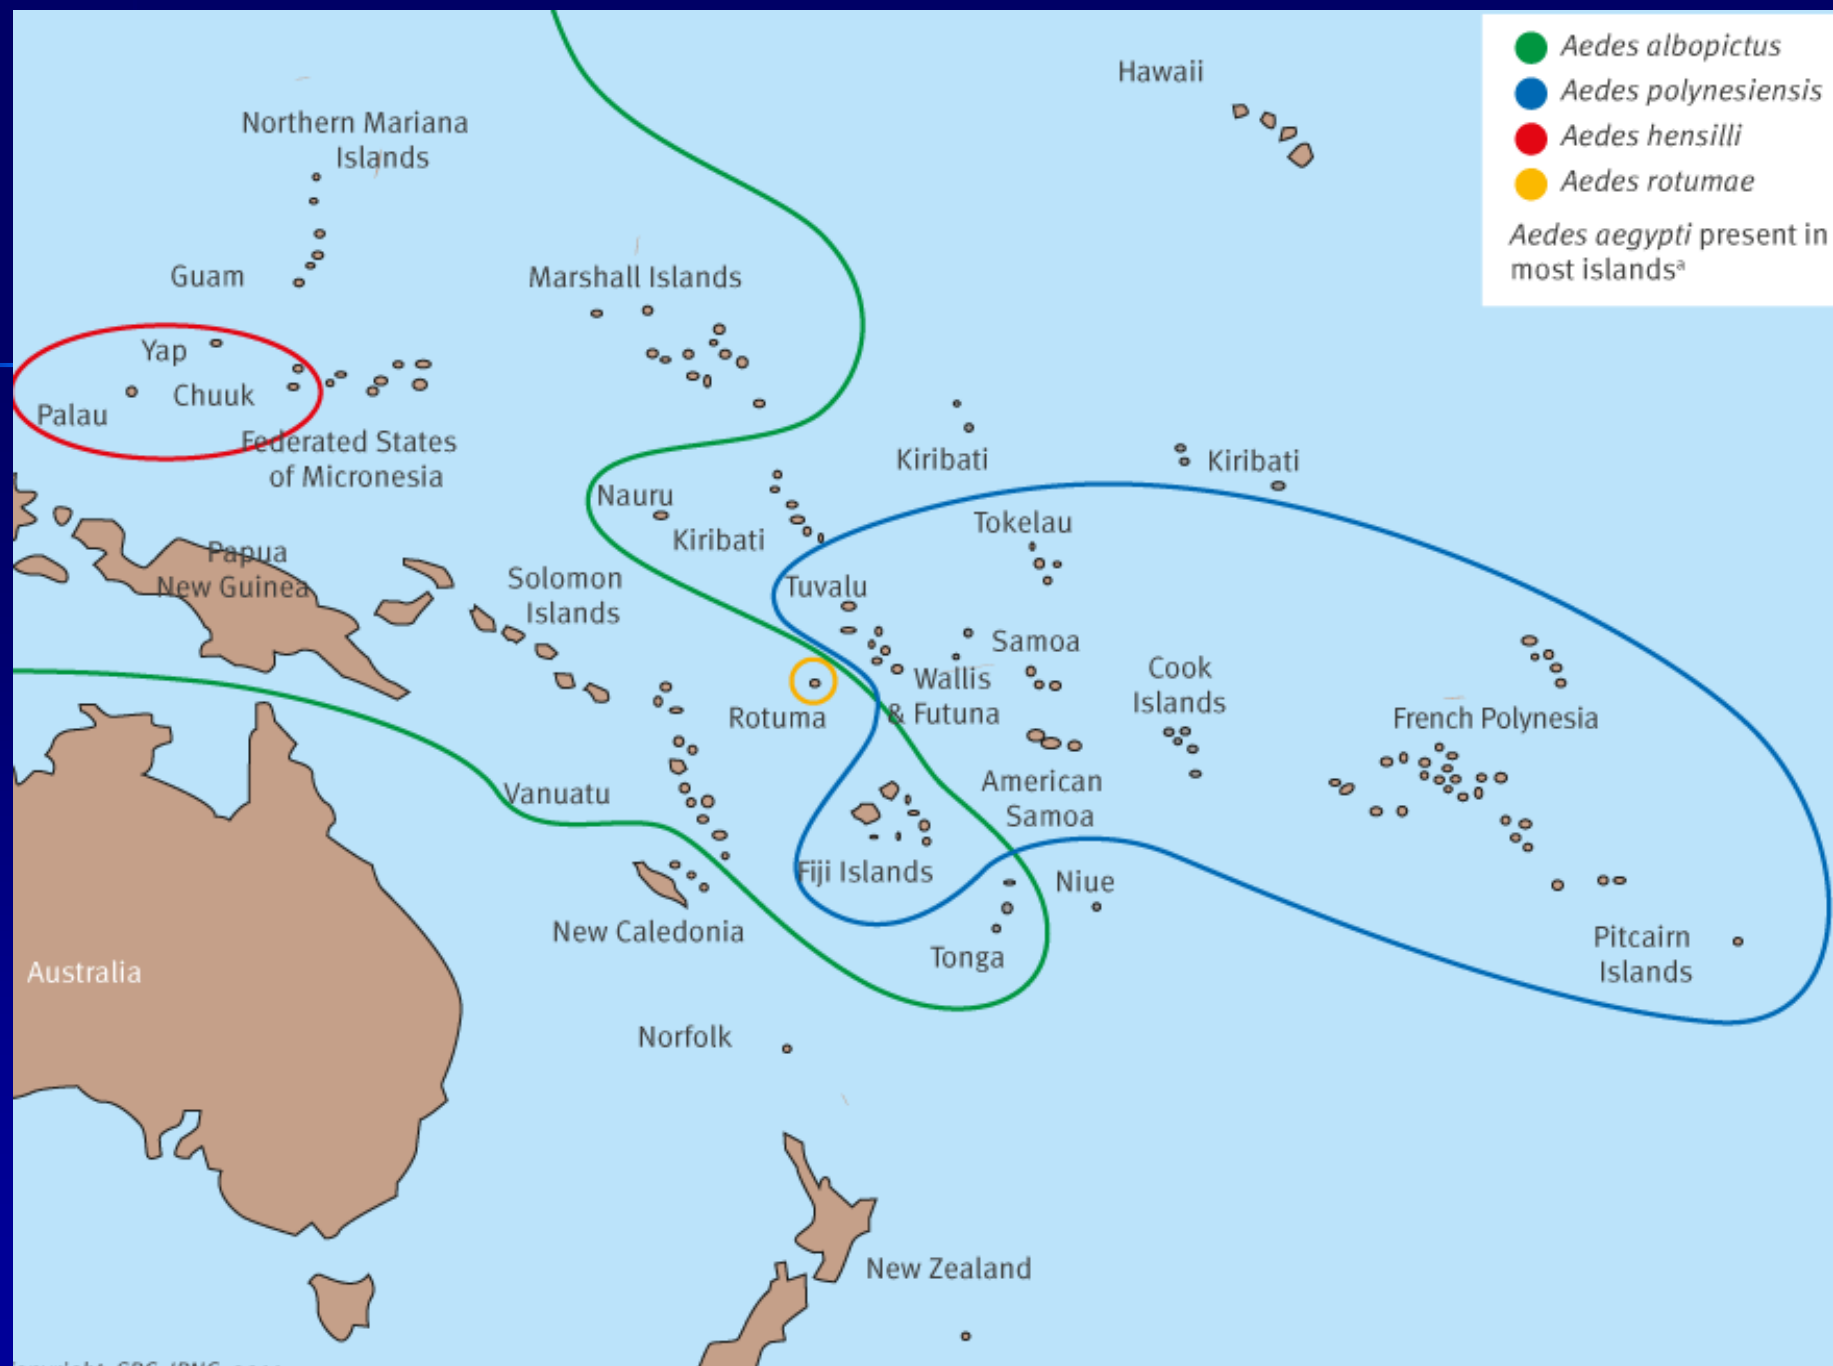 Aedes albopictus
Aedes polynesiensis
Aedes hensilli
Aedes rotumae
Aedes aegypti present in
most islandsª
Hawaii
Northern Mariana
Islands
Guam
Marshall Islands
Yap
Chuuk
Palau
Federated States
of Micronesia
Kiribati
Kiribati
Nauru
Kiribati
Tokelau
Papua
New Guinea
Solomon
Islands
Tuvalu
Samoa
Wallis
& Futuna
Cook
Islands
Rotuma
French Polynesia
Vanuatu
American
Samoa
Fiji Islands
Niue
New Caledonia
Tonga
Pitcairn
Islands
Australia
Norfolk
New Zealand